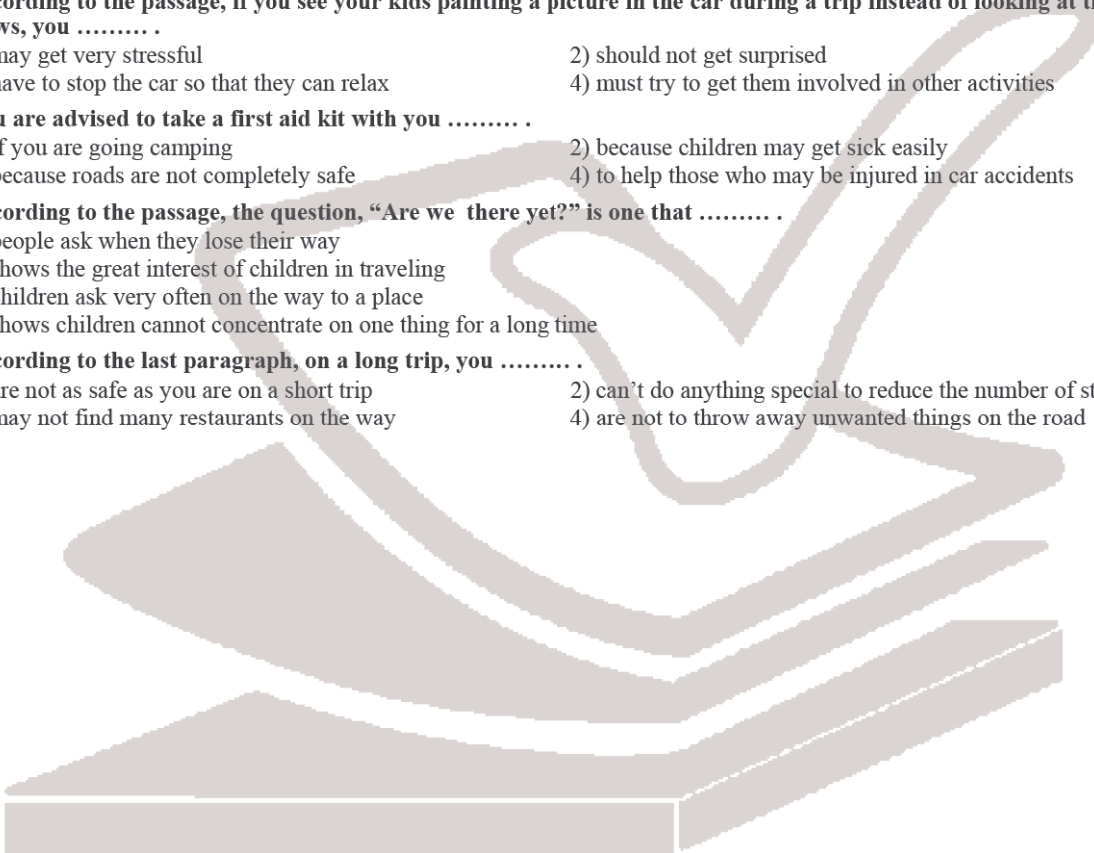 cording to the passage, if you see your kids painting a picture in the car during a trip instead of looking at t
ws, you ……… .
may get very stressful 2) should not get surprised
ave to stop the car so that they can relax 4) must try to get them involved in other activities
u are advised to take a first aid kit with you ……… .
f you are going camping 2) because children may get sick easily
ecause roads are not completely safe 4) to help those who may be injured in car accidents
cording to the passage, the question, “Are we there yet?” is one that ……… .
people ask when they lose their way
hows the great interest of children in traveling
hildren ask very often on the way to a place
hows children cannot concentrate on one thing for a long time
cording to the last paragraph, on a long trip, you ……… .
re not as safe as you are on a short trip 2) can’t do anything special to reduce the number of st
may not find many restaurants on the way 4) are not to throw away unwanted things on the road